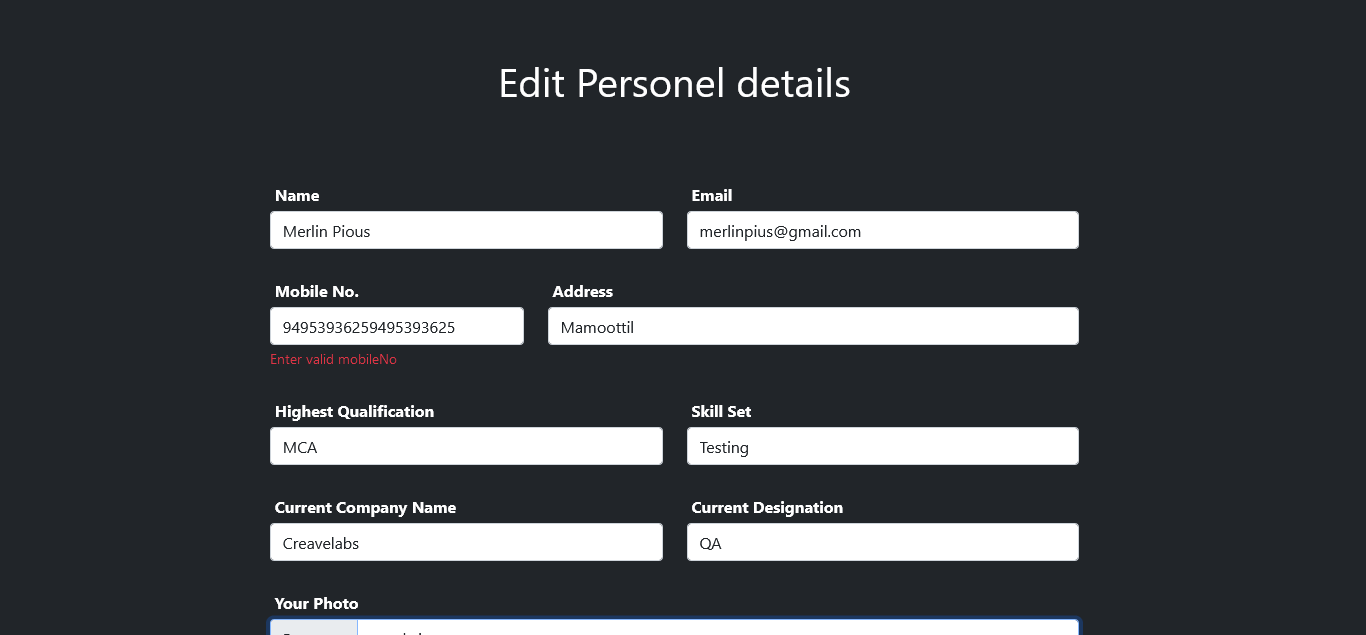 Edit Personel details
Name Email
Merlin Pious merlinpius@gmail.com
Mobile No. Address
94953936259495393625 Mamoottil
Enter valid mobileNo
Highest Qualification Skill Set
MCA Testing
Current Company Name Current Designation
Creavelabs QA
Your Photo